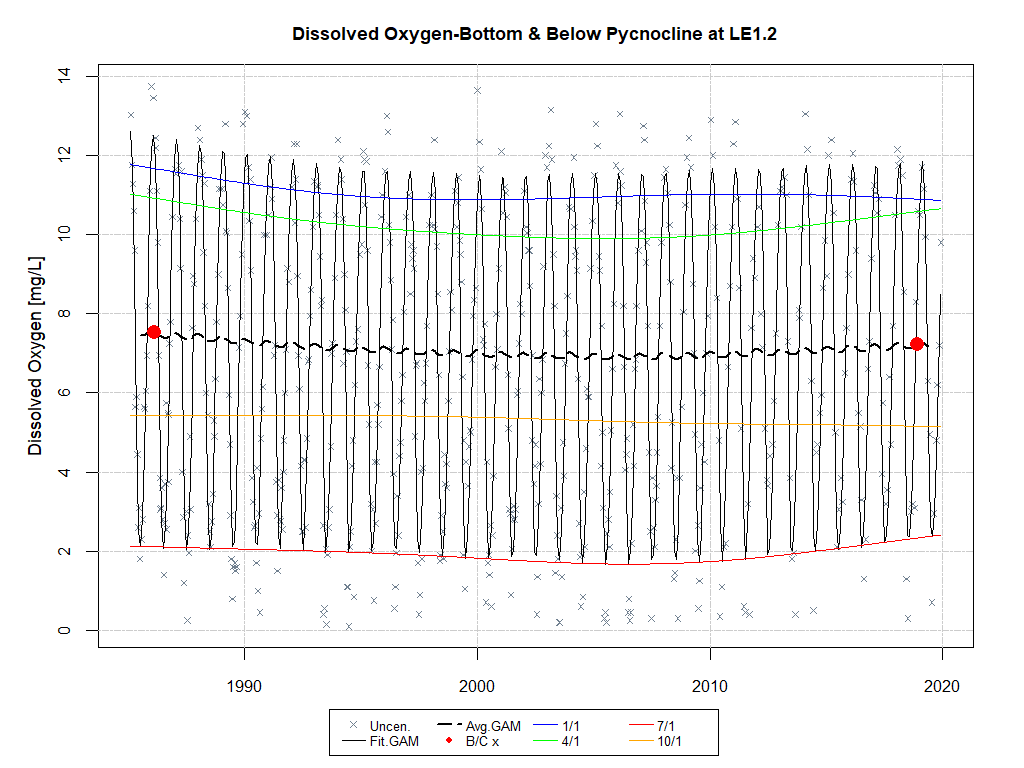 Dissolved Oxygen-Bottom & Below Pycnocline at LE1.2
Dissolved Oxygen [mg/L]
14
12
10
8
6
4
2
0
1990 2000 2010 2020
Uncen. Avg.GAM 1/1 7/1
Fit.GAM B/C x 4/1 10/1